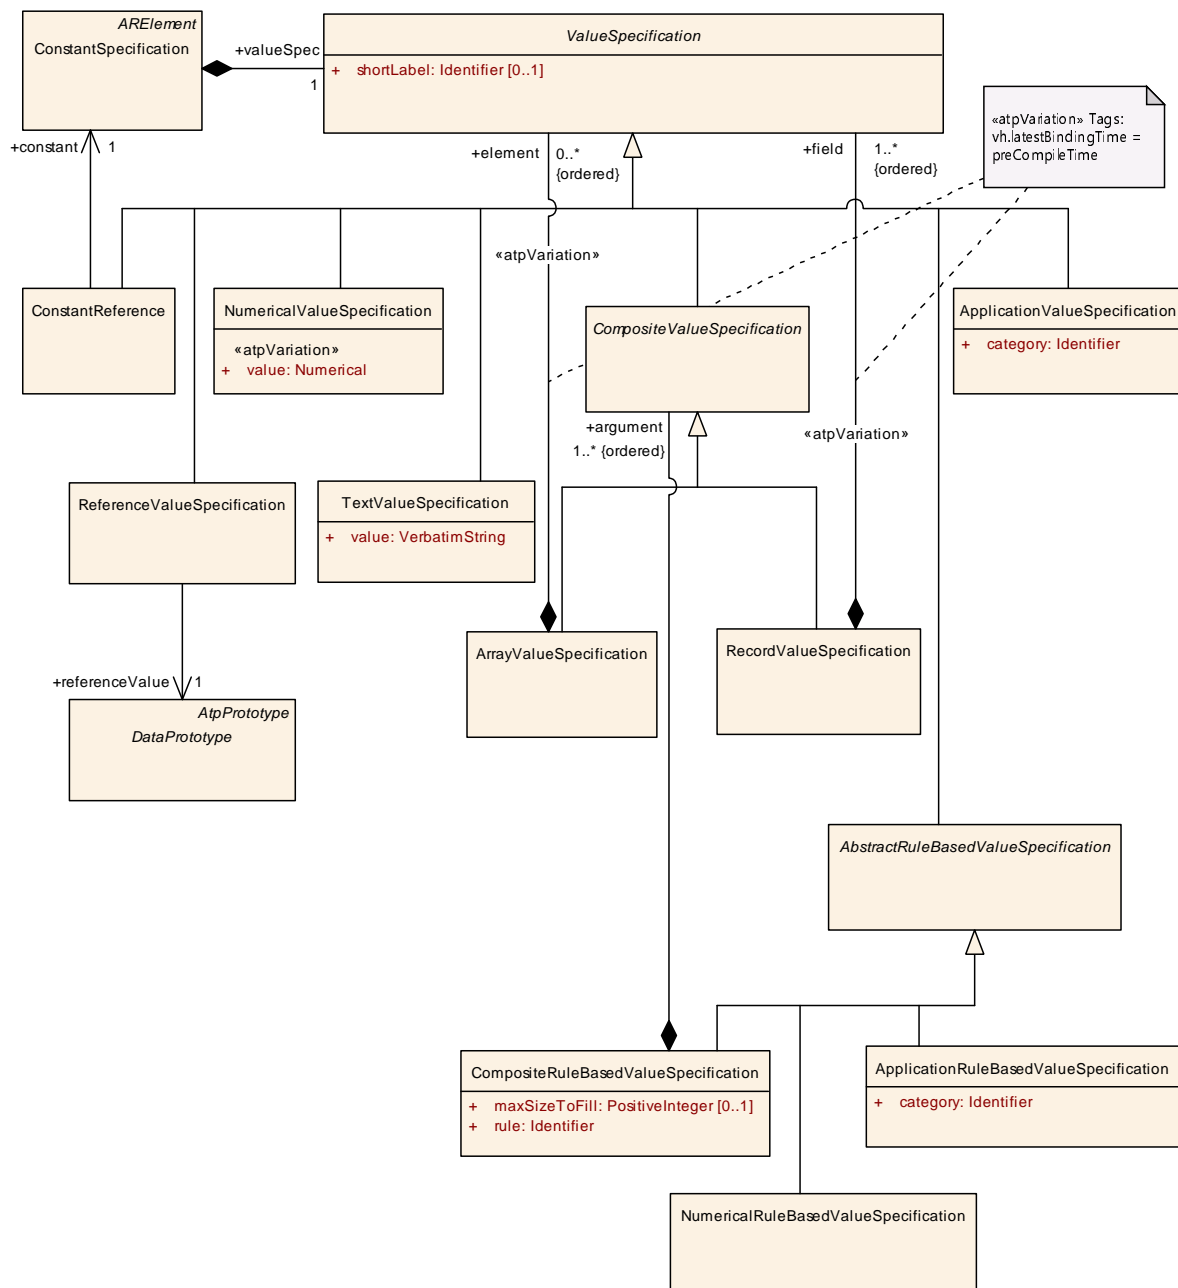 ARElement
ConstantSpecification
+valueSpec
1
ValueSpecification
+ shortLabel: Identifier [0..1]
«atpVariation» Tags:
vh.latestBindingTime =
preCompileTime
+constant
1
+element
0..*
{ordered}
+field
1..*
{ordered}
«atpVariation»
ConstantReference
NumericalValueSpecification
«atpVariation»
+ value: Numerical
CompositeValueSpecification
ApplicationValueSpecification
+ category: Identifier
+argument
1..* {ordered}
«atpVariation»
ReferenceValueSpecification
TextValueSpecification
+ value: VerbatimString
ArrayValueSpecification
RecordValueSpecification
+referenceValue
1
AtpPrototype
DataPrototype
AbstractRuleBasedValueSpecification
CompositeRuleBasedValueSpecification
+ maxSizeToFill: PositiveInteger [0..1]
+ rule: Identifier
ApplicationRuleBasedValueSpecification
+ category: Identifier
NumericalRuleBasedValueSpecification